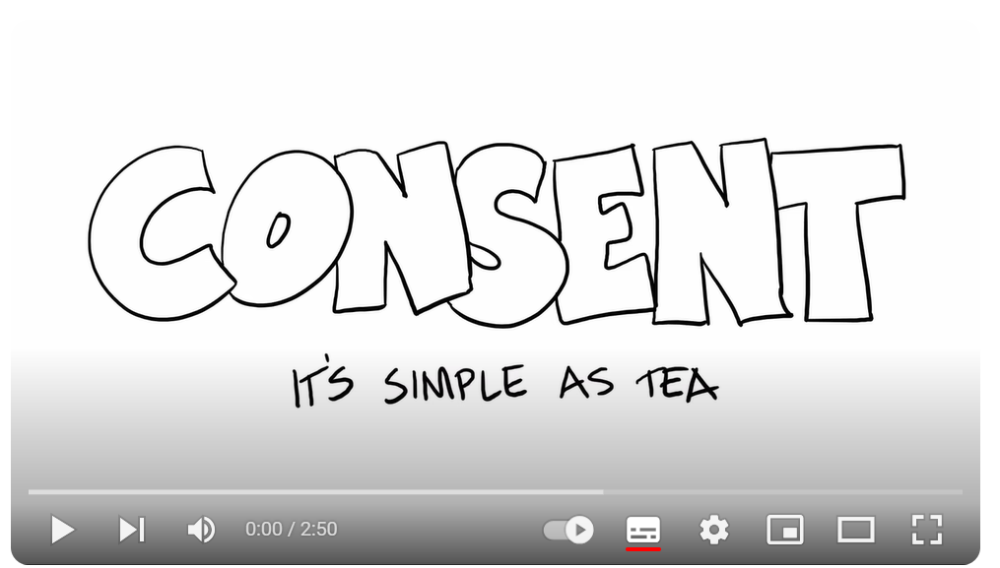 CONSENT
IT'S SIMPLE AS TEA
0:00 / 2:50